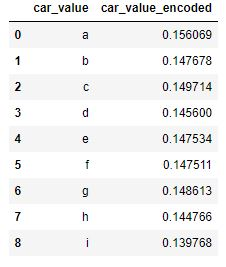 car_value car_value_encoded
0 a 0.156069
1 b 0.147678
2 c 0.149714
3 d 0.145600
4 e 0.147534
5 f 0.147511
6 g 0.148613
7 h 0.144766
8 i 0.139768